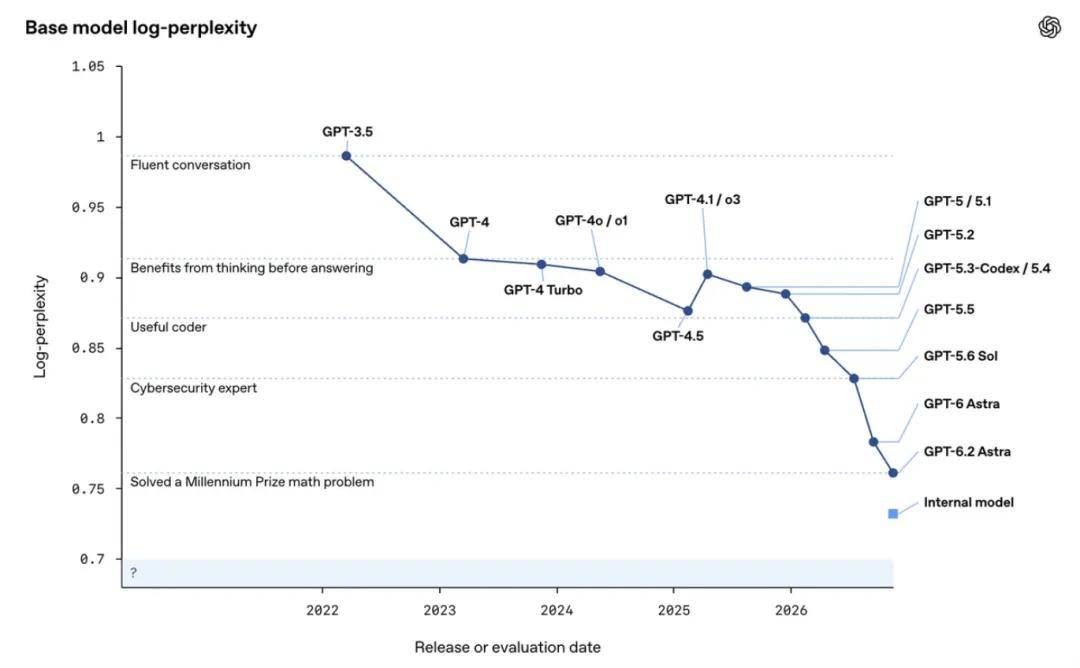 Base model log-perplexity
1.05
1
0.95
0.9
0.85
0.8
0.75
0.7
Log-perplexity
GPT-3.5
Fluent conversation
GPT-4
GPT-4o / o1
GPT-4.1 / o3
Benefits from thinking before answering
GPT-4 Turbo
Useful coder
GPT-4.5
Cybersecurity expert
Solved a Millennium Prize math problem
?
GPT-5 / 5.1
GPT-5.2
GPT-5.3-Codex / 5.4
GPT-5.5
GPT-5.6 Sol
GPT-6 Astra
GPT-6.2 Astra
Internal model
2022
2023
2024
2025
2026
Release or evaluation date